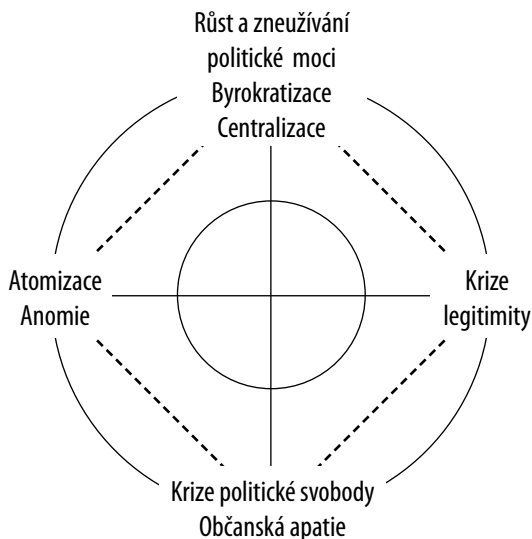 Růst a zneužívání
politické moci
Byrokratizace
Centralizace
Atomizace
Anomie
Krize
legitimity
Krize politické svobody
Občanská apatie